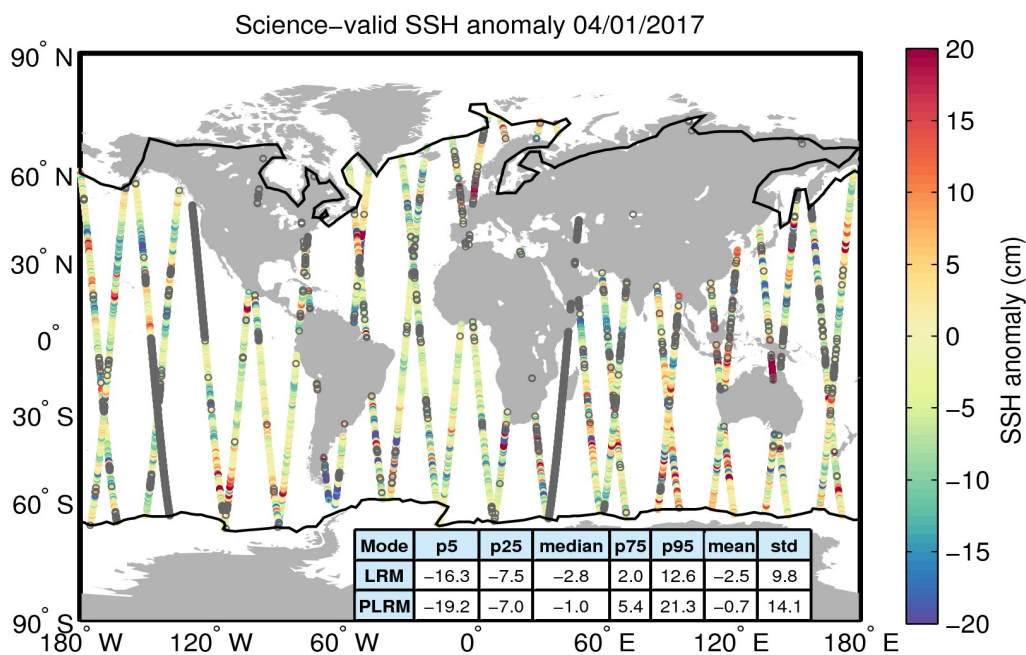 Science−valid SSH anomaly 04/01/2017
90° N
60° N
30° N
0°
30° S
60° S
90° S
180° W
120° W
60° W
0°
60° E
120° E
180° E
Mode p5 p25 median p75 p95 mean std
LRM −16.3 −7.5 −2.8 2.0 12.6 −2.5 9.8
PLRM −19.2 −7.0 −1.0 5.4 21.3 −0.7 14.1
20
15
10
5
0
−5
−10
−15
−20
SSH anomaly (cm)